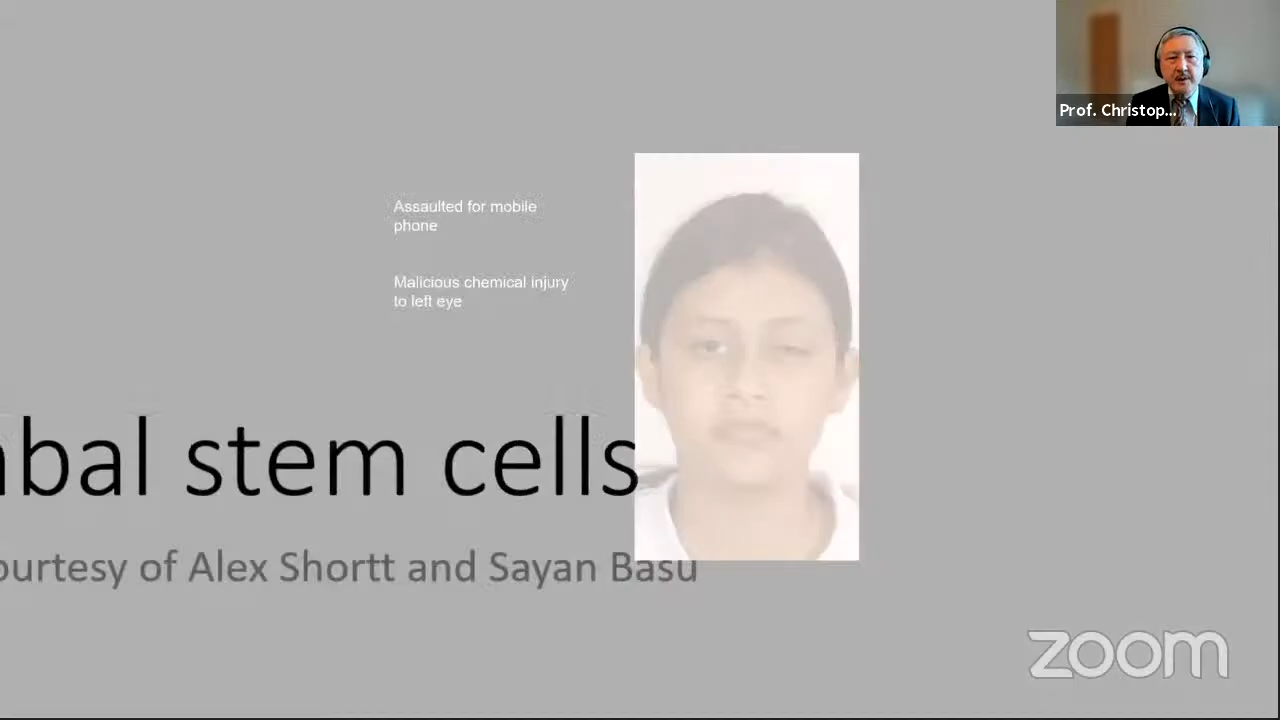 Prof. Christop...
Assaulted for mobile
phone
Malicious chemical injury
to left eye
bal stem cells
ourtesy of Alex Shortt and Sayan Basu
zoom